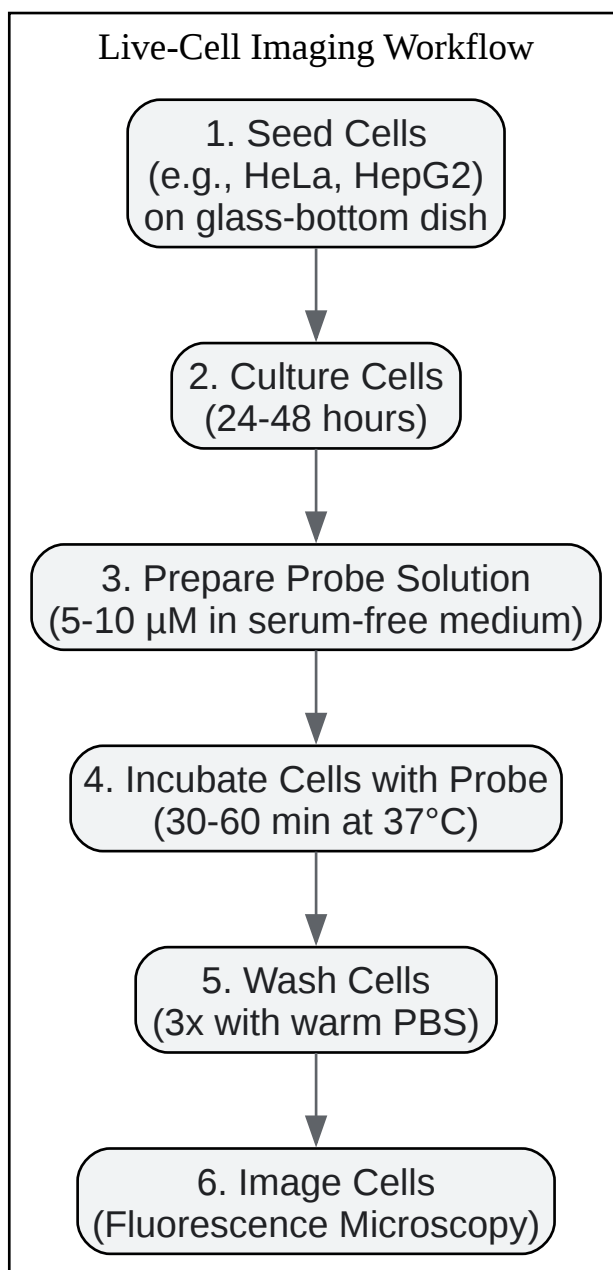 Live-Cell Imaging Workflow
1. Seed Cells
(e.g., HeLa, HepG2)
on glass-bottom dish
2. Culture Cells
(24-48 hours)
3. Prepare Probe Solution
(5-10 µM in serum-free medium)
4. Incubate Cells with Probe
(30-60 min at 37°C)
5. Wash Cells
(3x with warm PBS)
6. Image Cells
(Fluorescence Microscopy)